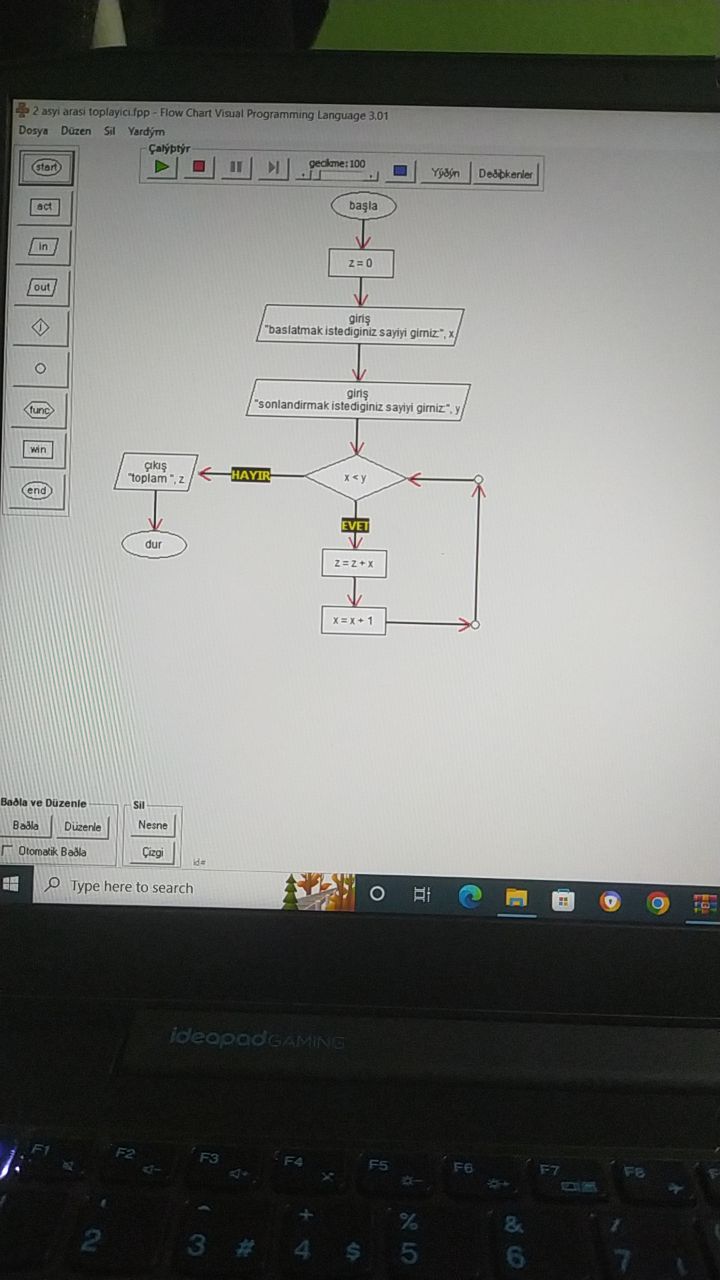 2 asyi arasi toplayici.fpp - Flow Chart Visual Programming Language 3.01
Dosya Düzen Sil Yardým
Çalýþtýr
gecikme:100
Yýðýn
Deðiþkenler
start
act
in
out
i
func
win
end
başla
z = 0
giriş
"baslatmak istediginiz sayiyi girniz:", x
giriş
"sonlandirmak istediginiz sayiyi girniz:", y
çıkış
"toplam ", z
HAYIR
x < y
EVET
dur
z = z + x
x = x + 1
Baðla ve Düzenle
Baðla
Düzenle
Otomatik Baðla
Sil
Nesne
Çizgi
id#
Type here to search
ideapad GAMING
F1 F2 F3 F4 F5 F6 F7 F8
' ^ + % & /
2 3 # 4 $ 5 6 7 {